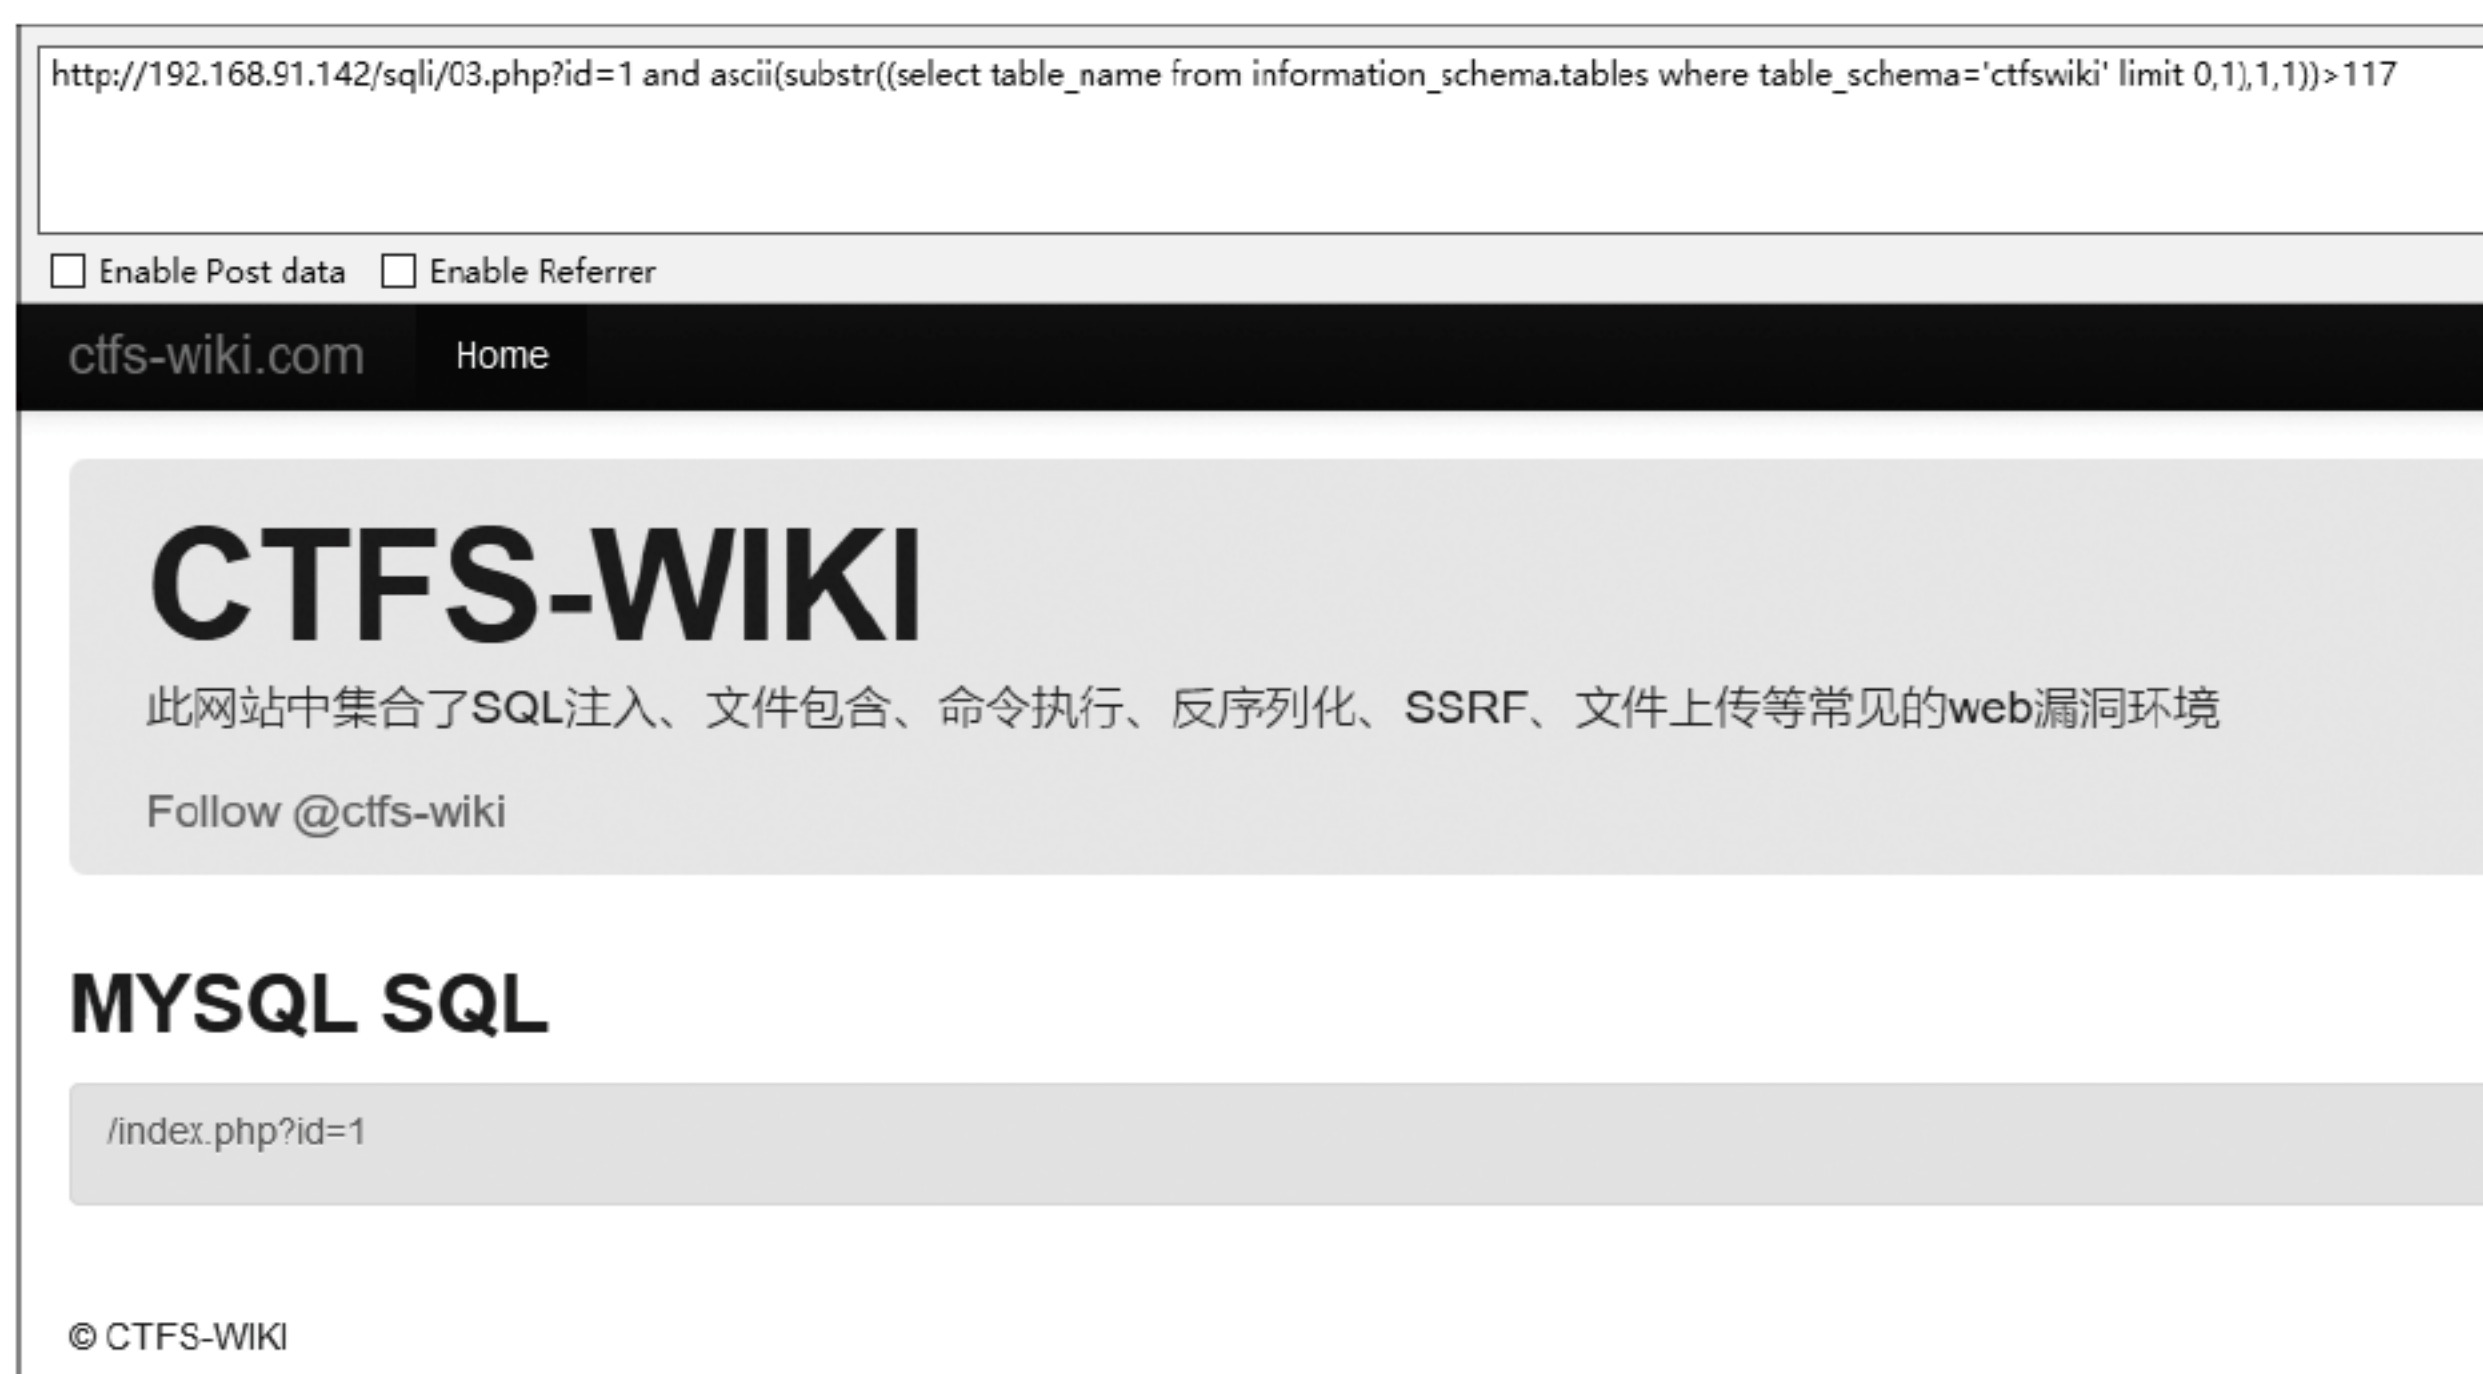 http://192.168.91.142/sqli/03.php?id=1 and ascii(substr((select table_name from information_schema.tables where table_schema='ctfswiki' limit 0,1),1,1))>117
Enable Post data Enable Referrer
ctfs-wiki.com Home
CTFS-WIKI
此网站中集合了SQL注入、文件包含、命令执行、反序列化、SSRF、文件上传等常见的web漏洞环境
Follow @ctfs-wiki
MYSQL SQL
/index.php?id=1
© CTFS-WIKI